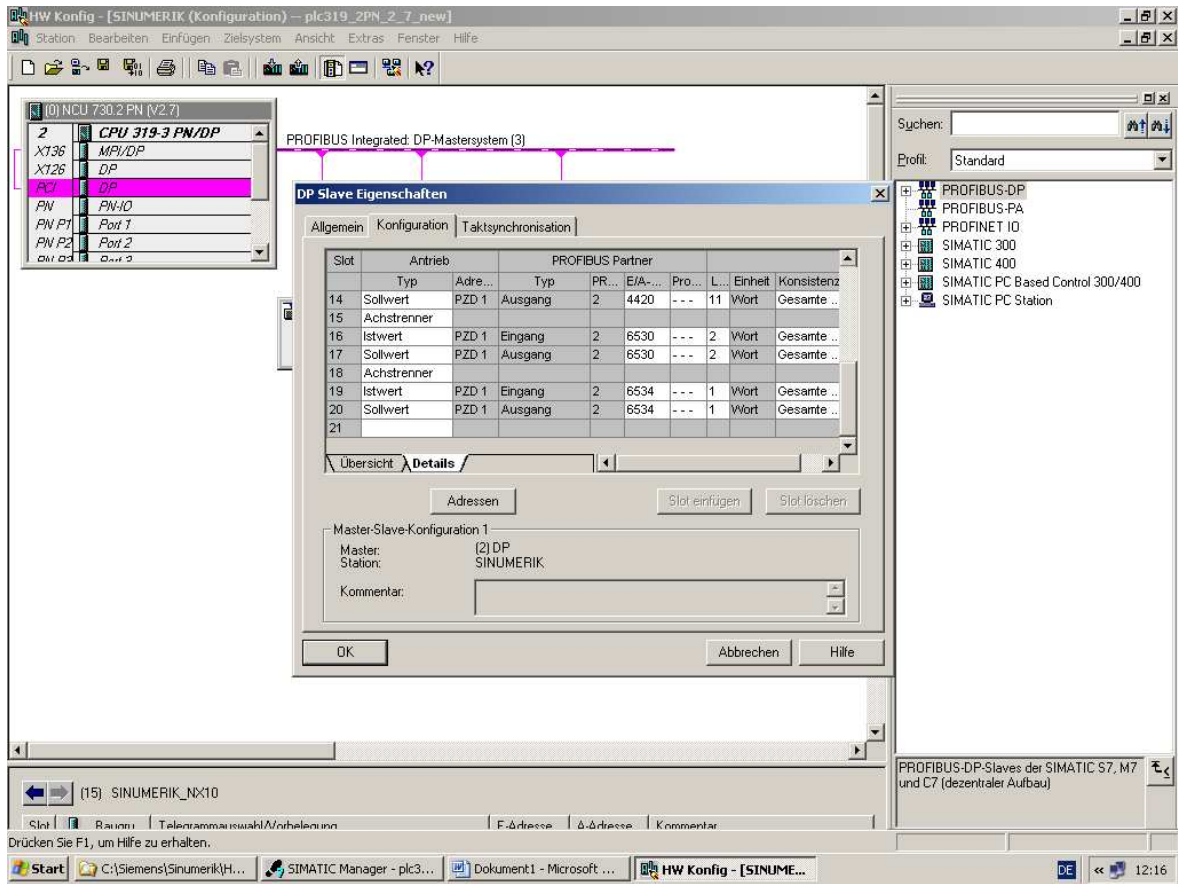 HW Konfig - [SINUMERIK (Konfiguration) -- plc319_2PN_2_7_new]
Station Bearbeiten Einfügen Zielsystem Ansicht Extras Fenster Hilfe
(0) NCU 730.2 PN (V2.7)
2 CPU 319-3 PN/DP
X136 MPI/DP
X126 DP
PCI DP
PN PN-IO
PN P1 Port 1
PN P2 Port 2
PN P3 Port 3
PROFIBUS Integrated: DP-Mastersystem (3)
DP Slave Eigenschaften
Allgemein Konfiguration Taktsynchronisation
Slot Antrieb PROFIBUS Partner
Typ Adre... Typ PR... E/A-... Pro... L... Einheit Konsistenz
14 Sollwert PZD 1 Ausgang 2 4420 - - - 11 Wort Gesamte ..
15 Achstrenner
16 Istwert PZD 1 Eingang 2 6530 - - - 2 Wort Gesamte ..
17 Sollwert PZD 1 Ausgang 2 6530 - - - 2 Wort Gesamte ..
18 Achstrenner
19 Istwert PZD 1 Eingang 2 6534 - - - 1 Wort Gesamte ..
20 Sollwert PZD 1 Ausgang 2 6534 - - - 1 Wort Gesamte ..
21
Übersicht Details
Adressen Slot einfügen Slot löschen
Master-Slave-Konfiguration 1
Master: (2) DP
Station: SINUMERIK
Kommentar:
OK Abbrechen Hilfe
Suchen:
Profil: Standard
PROFIBUS-DP
PROFIBUS-PA
PROFINET IO
SIMATIC 300
SIMATIC 400
SIMATIC PC Based Control 300/400
SIMATIC PC Station
PROFIBUS-DP-Slaves der SIMATIC S7, M7
und C7 (dezentraler Aufbau)
(15) SINUMERIK_NX10
Slot Baugru Telegrammauswahl/Vorbelegung E-Adresse A-Adresse Kommentar
Drücken Sie F1, um Hilfe zu erhalten.
Start C:\Siemens\Sinumerik\H... SIMATIC Manager - plc3... Dokument1 - Microsoft ... HW Konfig - [SINUME... DE « 12:16